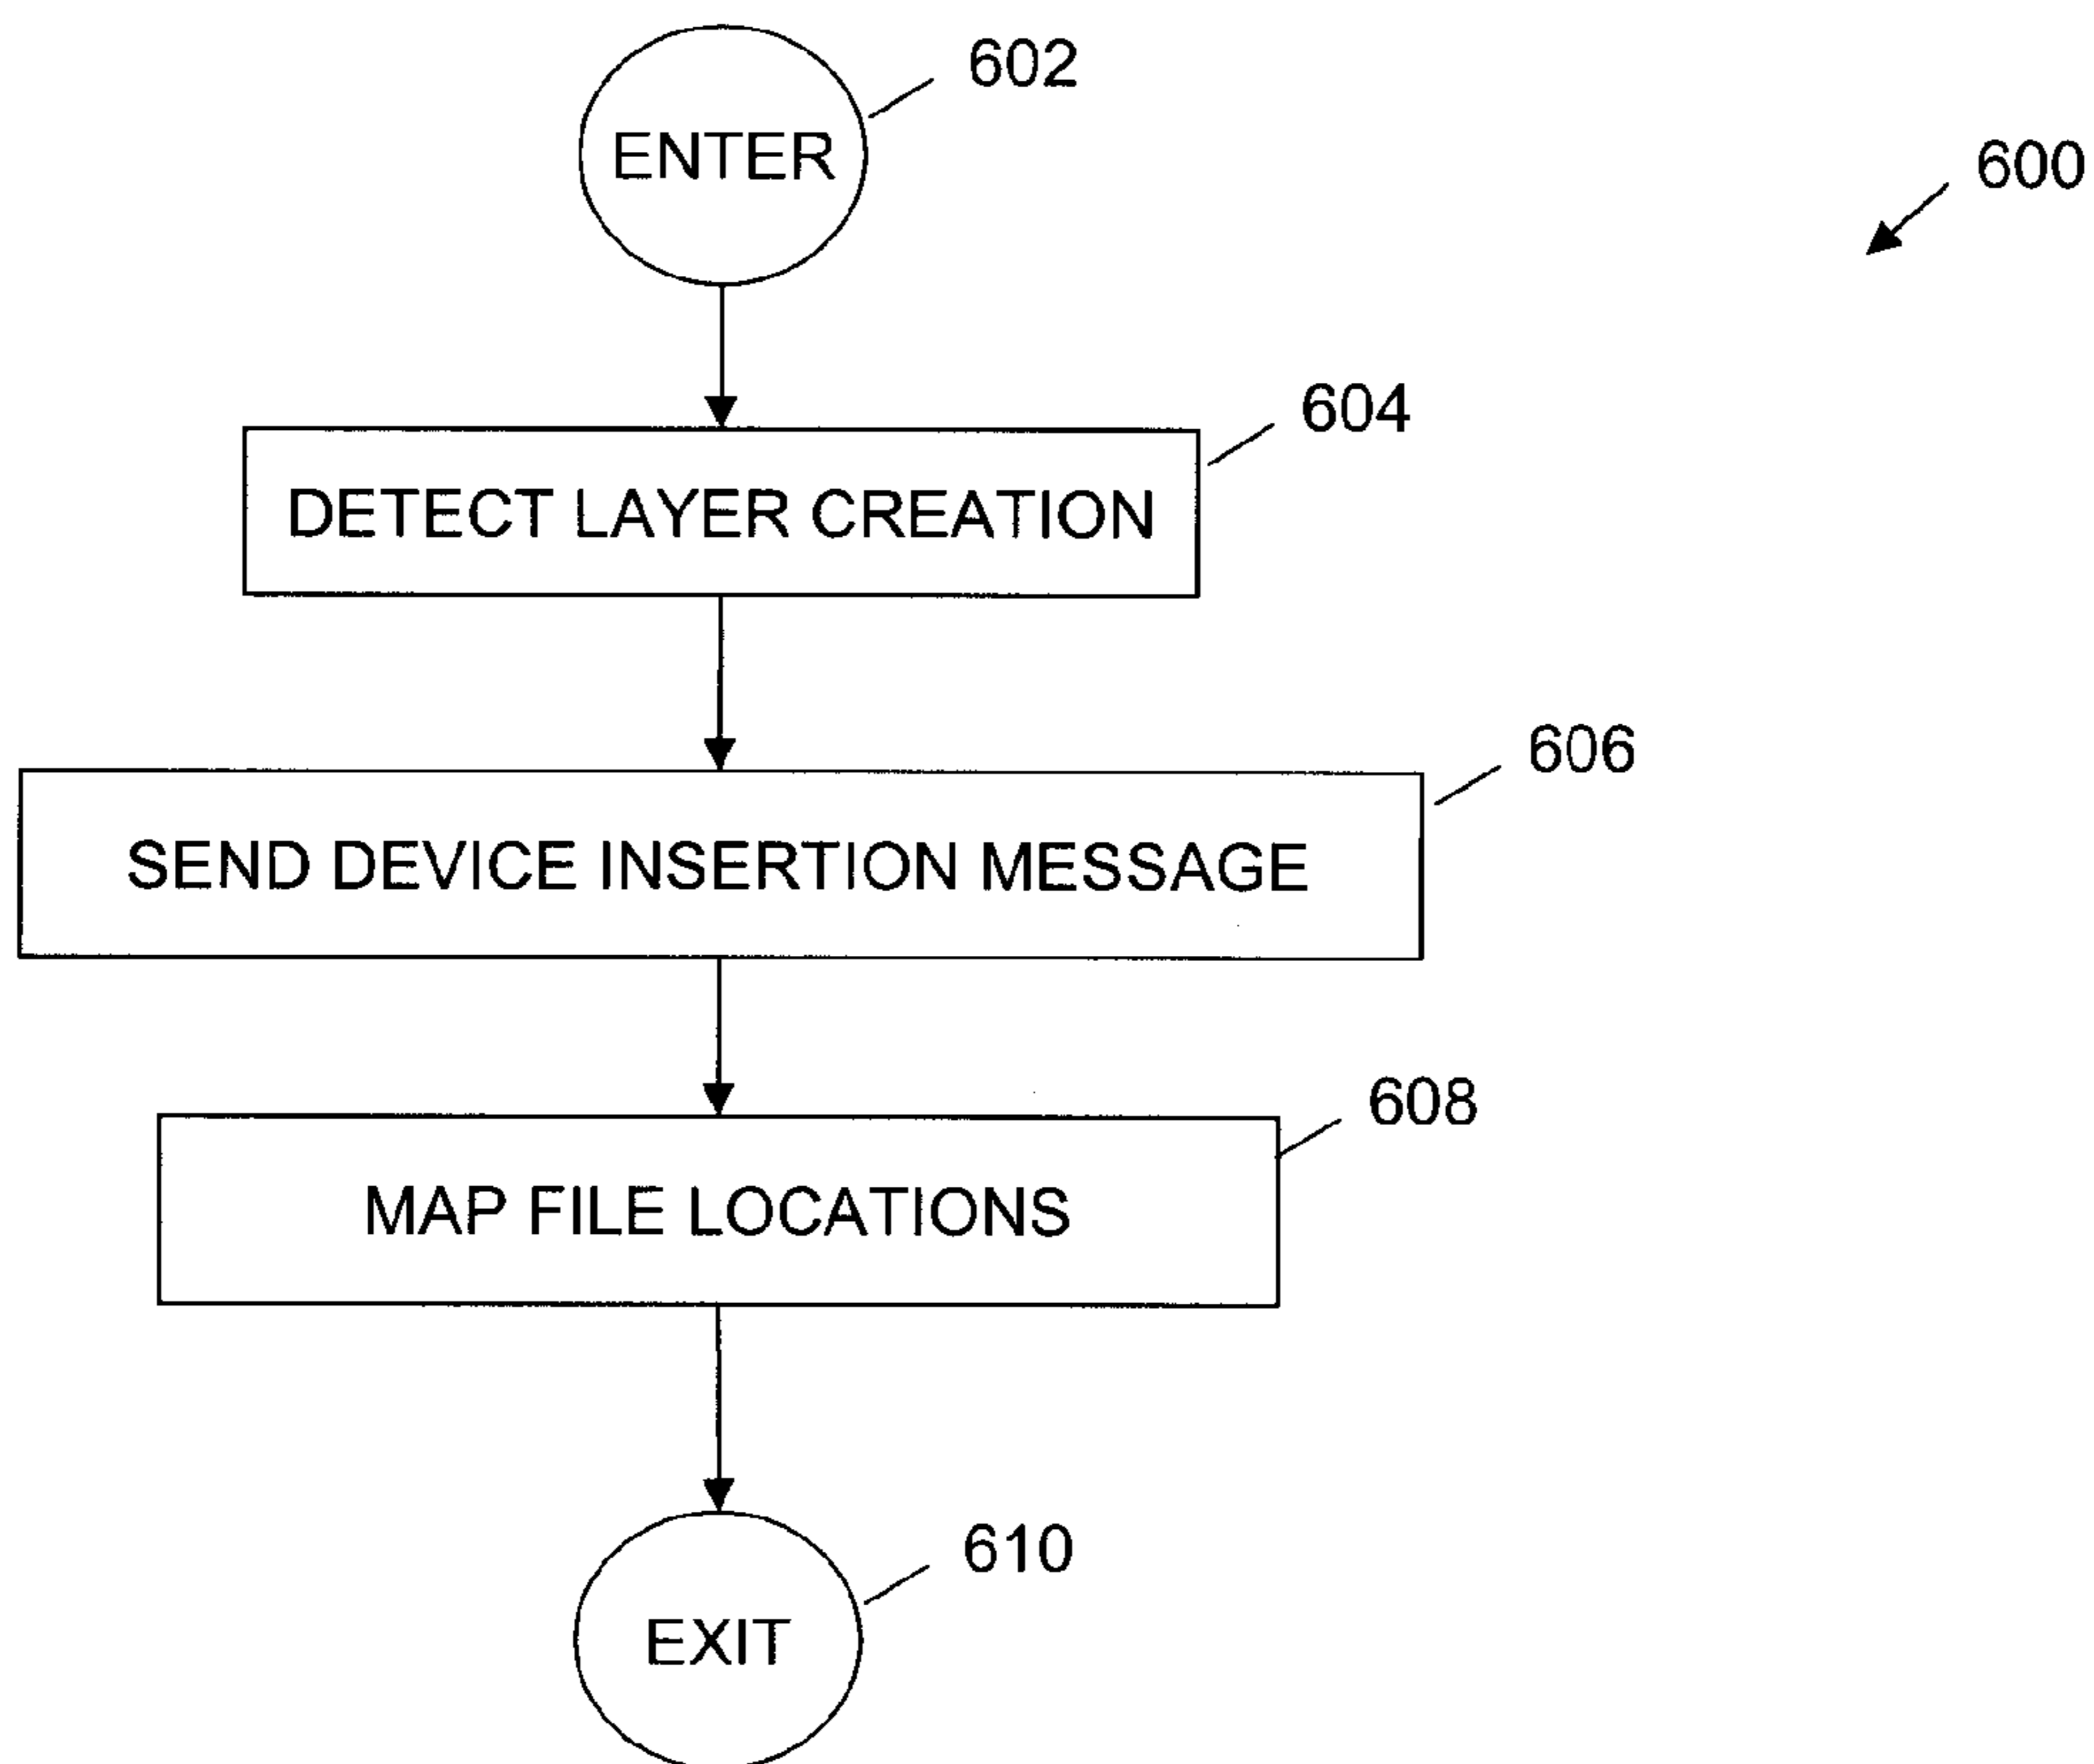 602
ENTER
600
604
DETECT LAYER CREATION
606
SEND DEVICE INSERTION MESSAGE
608
MAP FILE LOCATIONS
610
EXIT